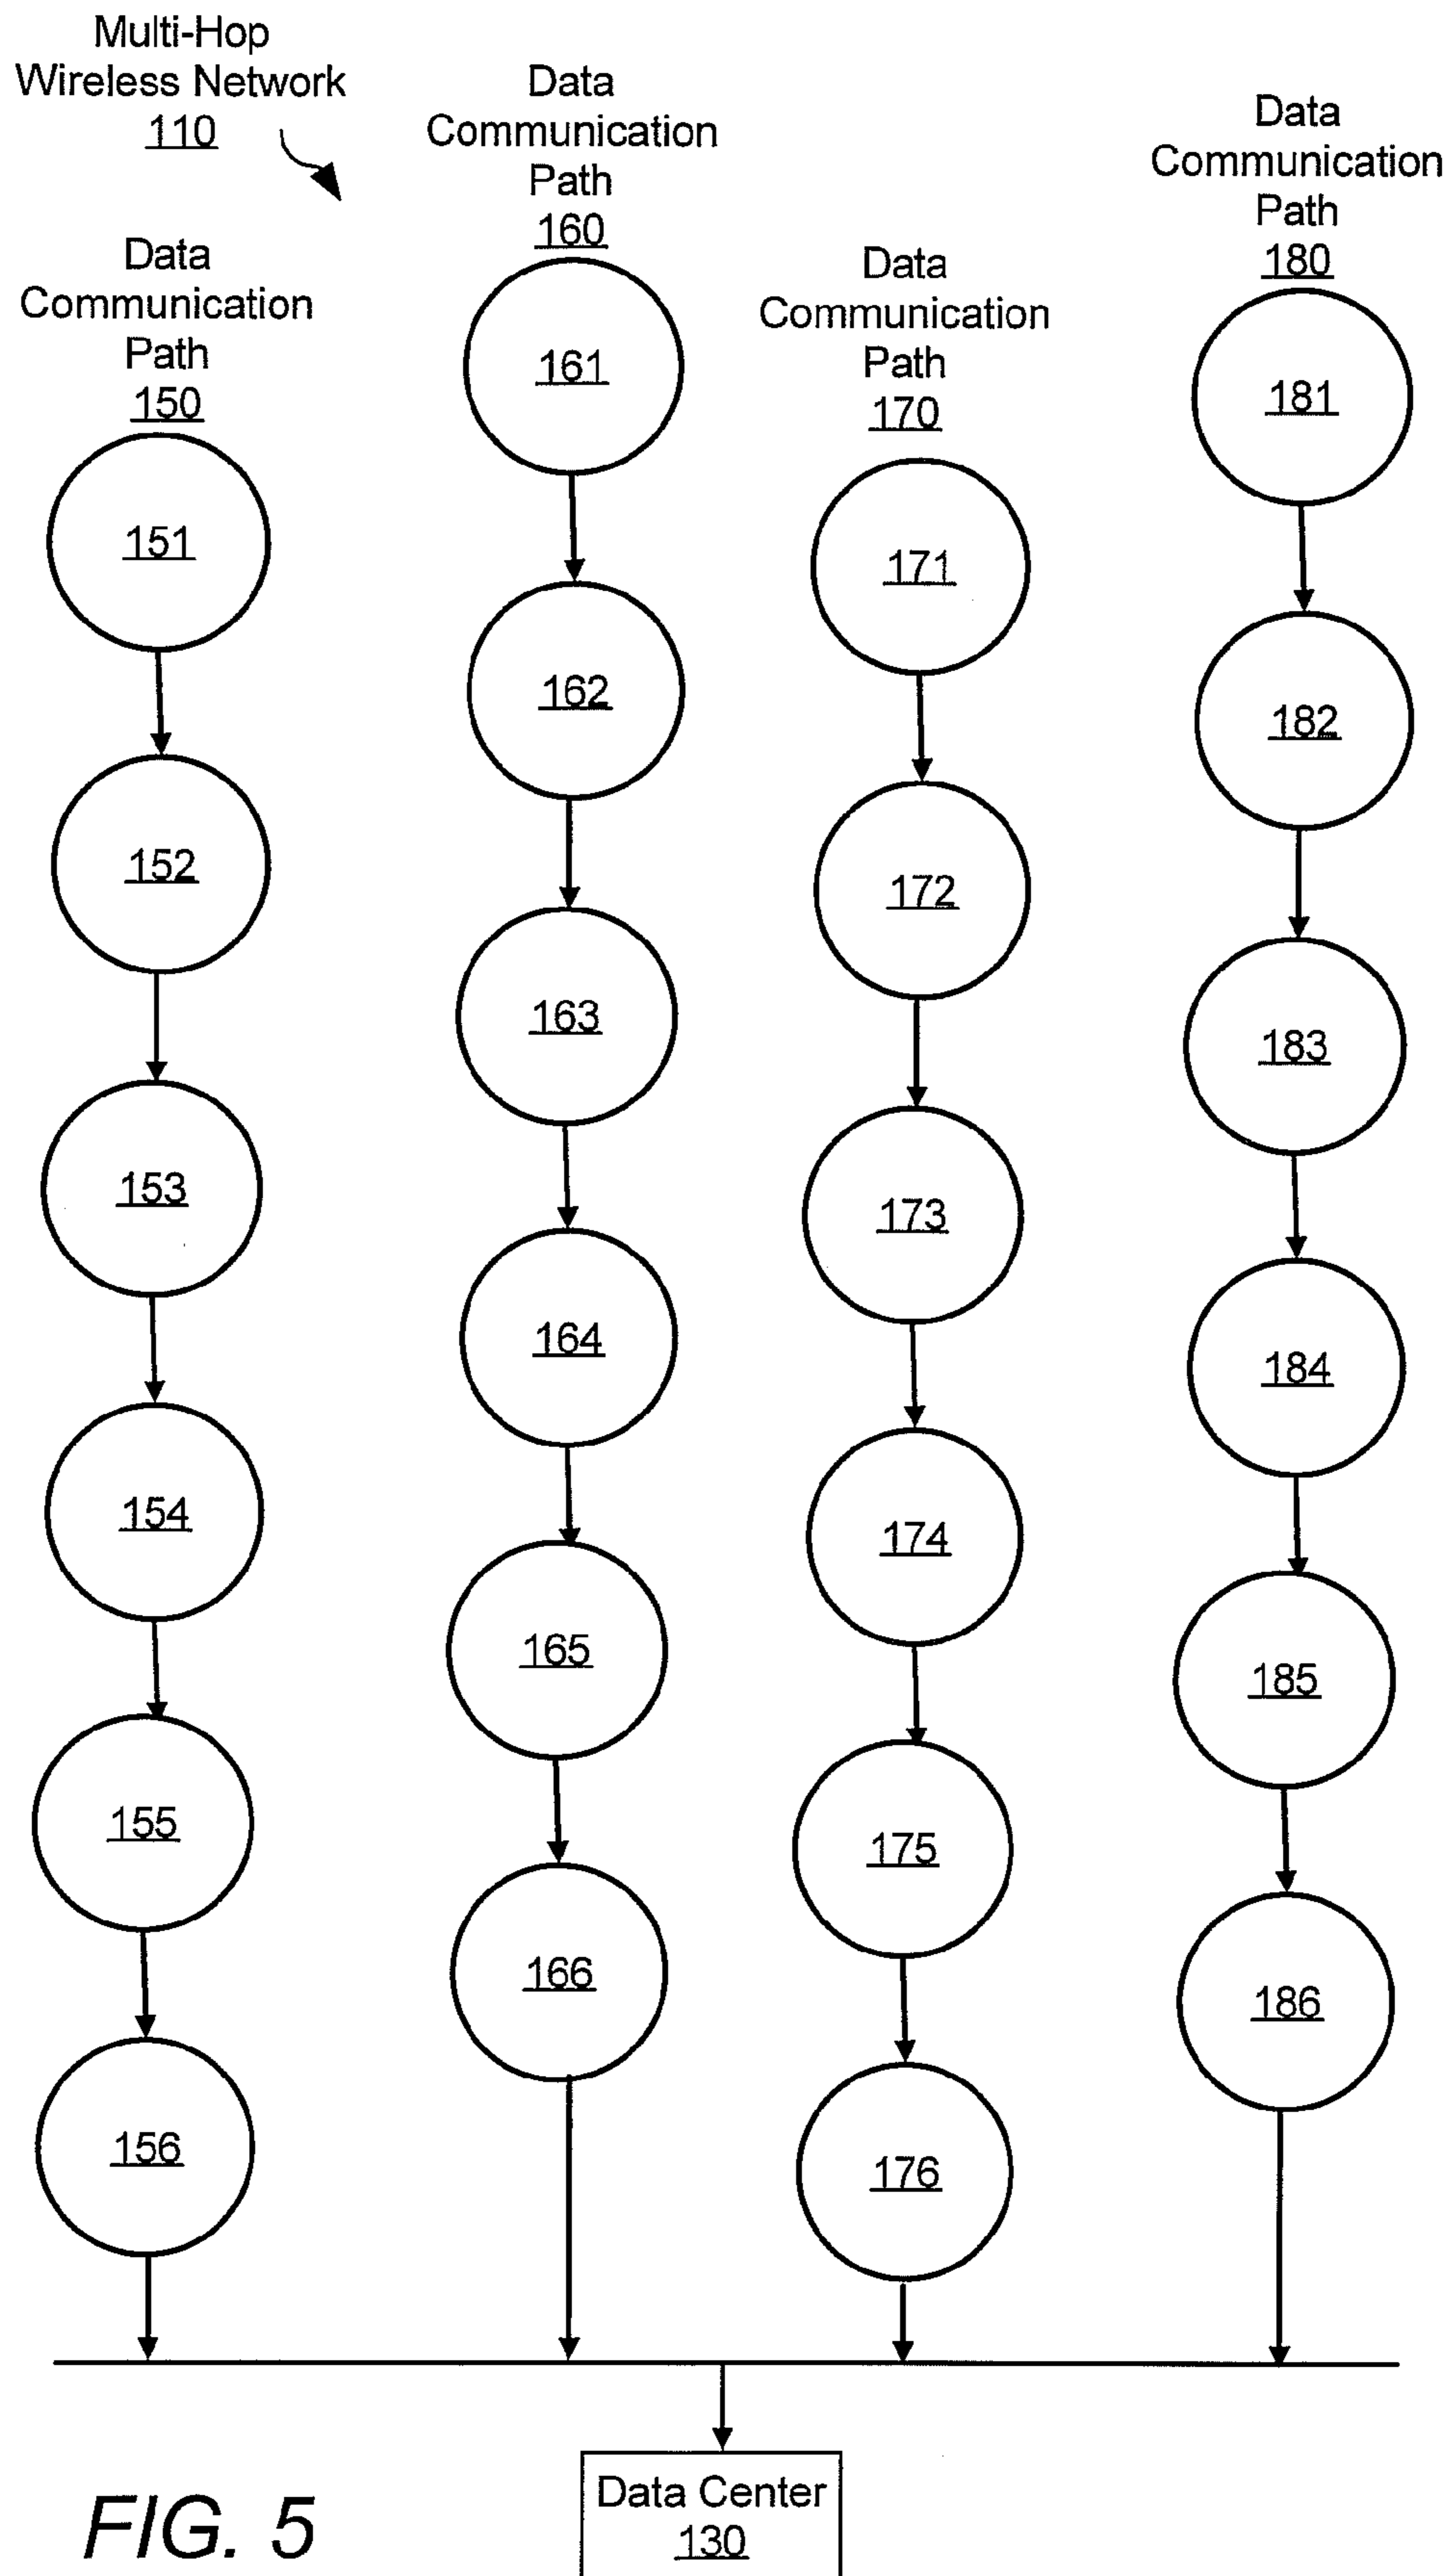 Multi-Hop
Wireless Network
110
Data
Communication
Path
150
151
152
153
154
155
156
Data
Communication
Path
160
161
162
163
164
165
166
Data
Communication
Path
170
171
172
173
174
175
176
Data
Communication
Path
180
181
182
183
184
185
186
Data Center
130
FIG. 5